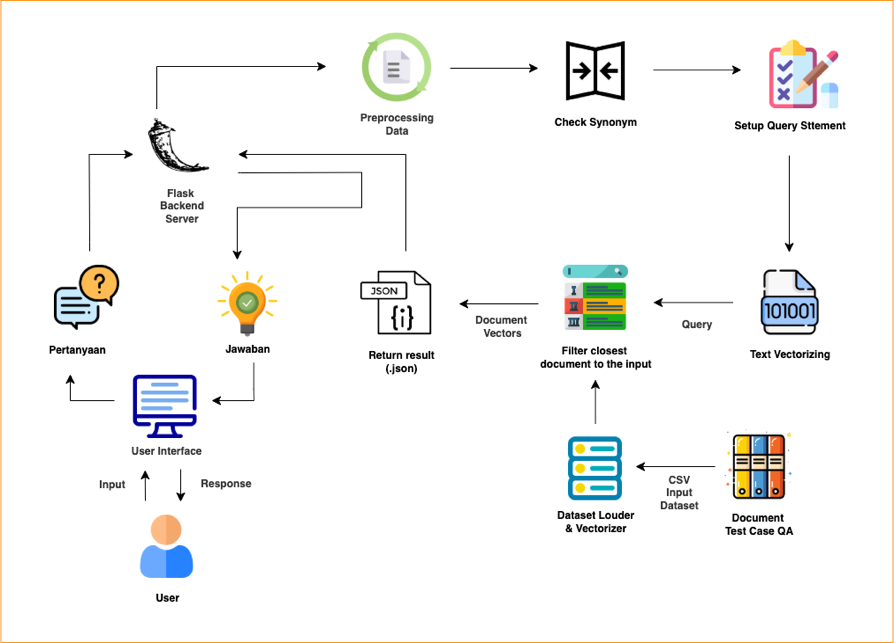 Preprocessing
Data
Check Synonym
Setup Query Sttement
Flask
Backend
Server
?
Pertanyaan
Jawaban
JSON
{i}
Return result
(.json)
Document
Vectors
I
II
III
Filter closest
document to the input
Query
101001
Text Vectorizing
User Interface
Input
Response
User
Dataset Louder
& Vectorizer
CSV
Input
Dataset
Document
Test Case QA